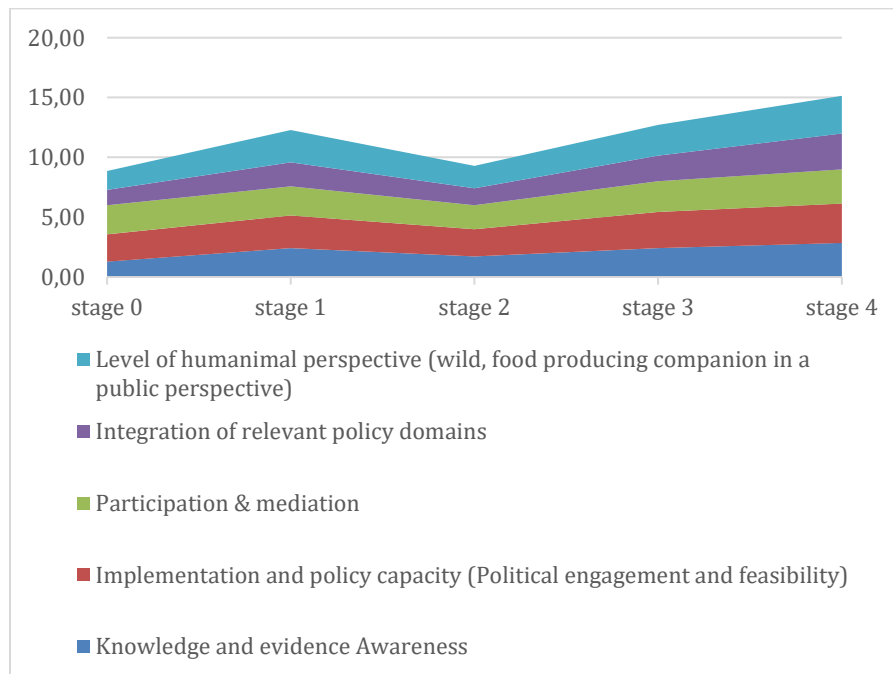 20,00
15,00
10,00
5,00
0,00
stage 0 stage 1 stage 2 stage 3 stage 4
Level of humanimal perspective (wild, food producing companion in a
public perspective)
Integration of relevant policy domains
Participation & mediation
Implementation and policy capacity (Political engagement and feasibility)
Knowledge and evidence Awareness